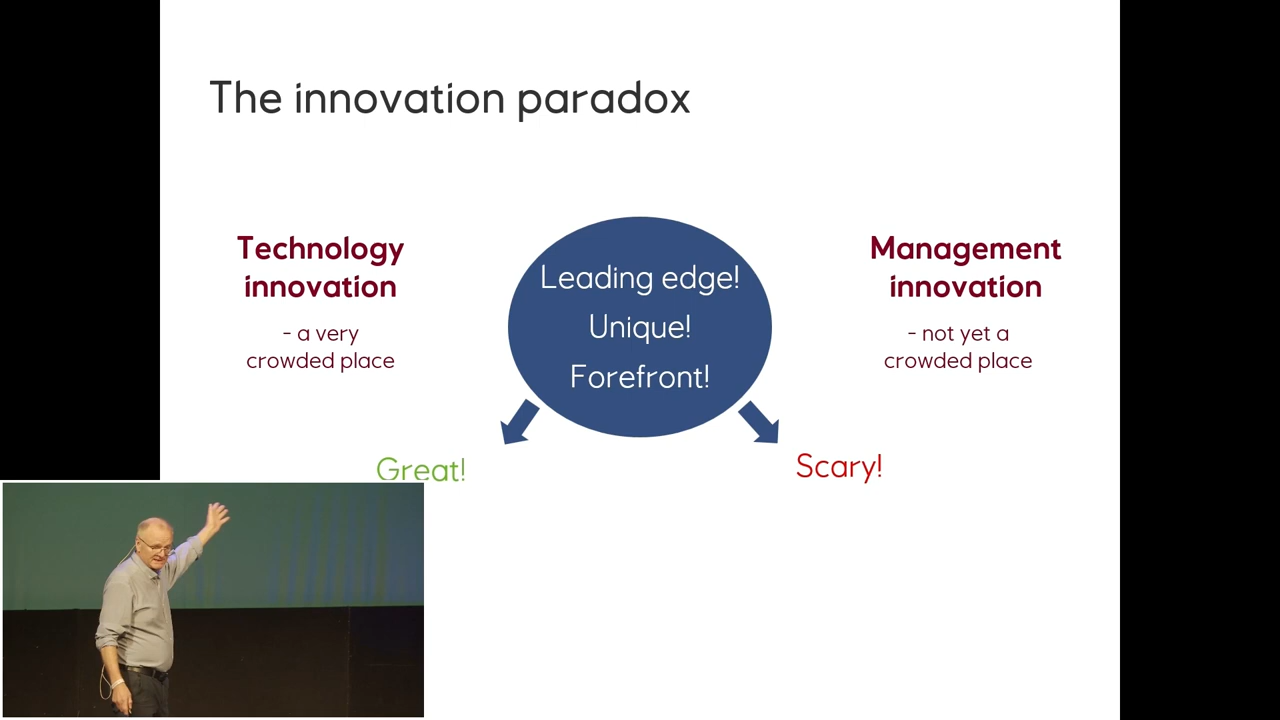 The innovation paradox
Technology
innovation
- a very
crowded place
Leading edge!
Unique!
Forefront!
Management
innovation
- not yet a
crowded place
Great!
Scary!